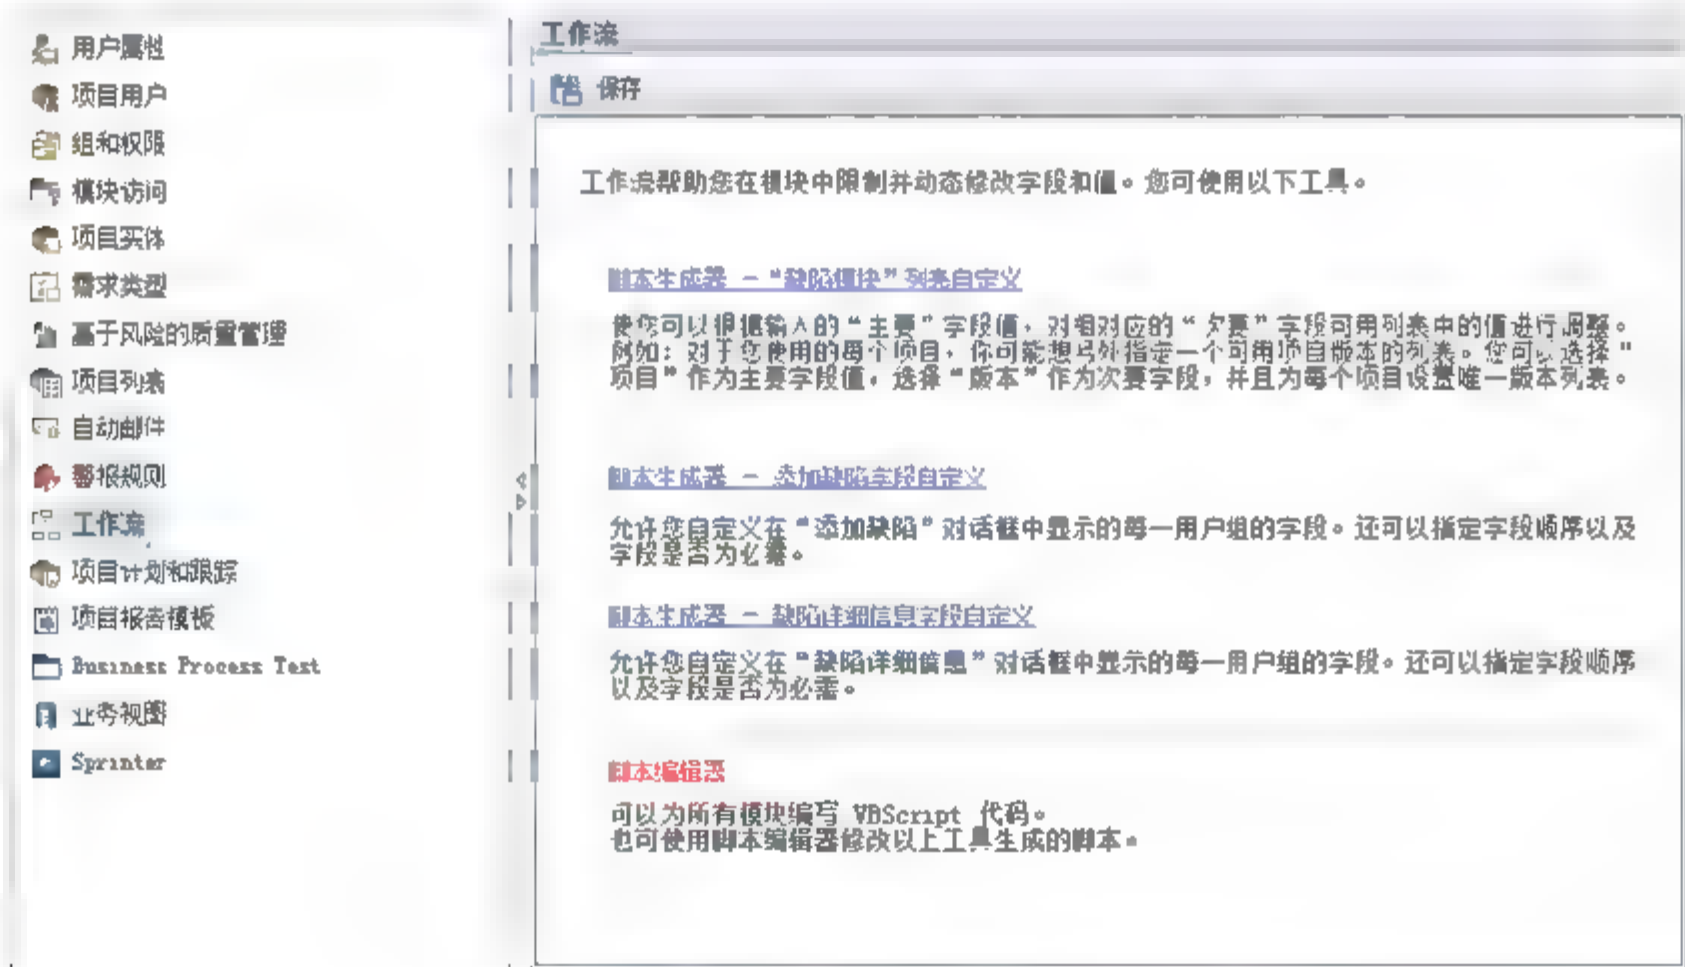 用户属性
项目用户
组和权限
模块访问
项目实体
需求类型
基于风险的质量管理
项目列表
自动邮件
警报规则
工作流
项目计划和跟踪
项目报告模板
Business Process Test
业务视图
Sprinter
工作流
保存
工作流帮助您在模块中限制并动态修改字段和值。您可使用以下工具。
脚本生成器 - “缺陷模块”列表自定义
使您可以根据输入的“主要”字段值，对相对应的“次要”字段可用列表中的值进行调整。
例如：对于您使用的每个项目，你可能想另外指定一个可用项目版本的列表。您可以选择“
项目”作为主要字段值，选择“版本”作为次要字段，并且为每个项目设置唯一版本列表。
脚本生成器 - 添加缺陷字段自定义
允许您自定义在“添加缺陷”对话框中显示的每一用户组的字段。还可以指定字段顺序以及
字段是否为必需。
脚本生成器 - 缺陷详细信息字段自定义
允许您自定义在“缺陷详细信息”对话框中显示的每一用户组的字段。还可以指定字段顺序
以及字段是否为必需。
脚本编辑器
可以为所有模块编写 VBScript 代码。
也可使用脚本编辑器修改以上工具生成的脚本。